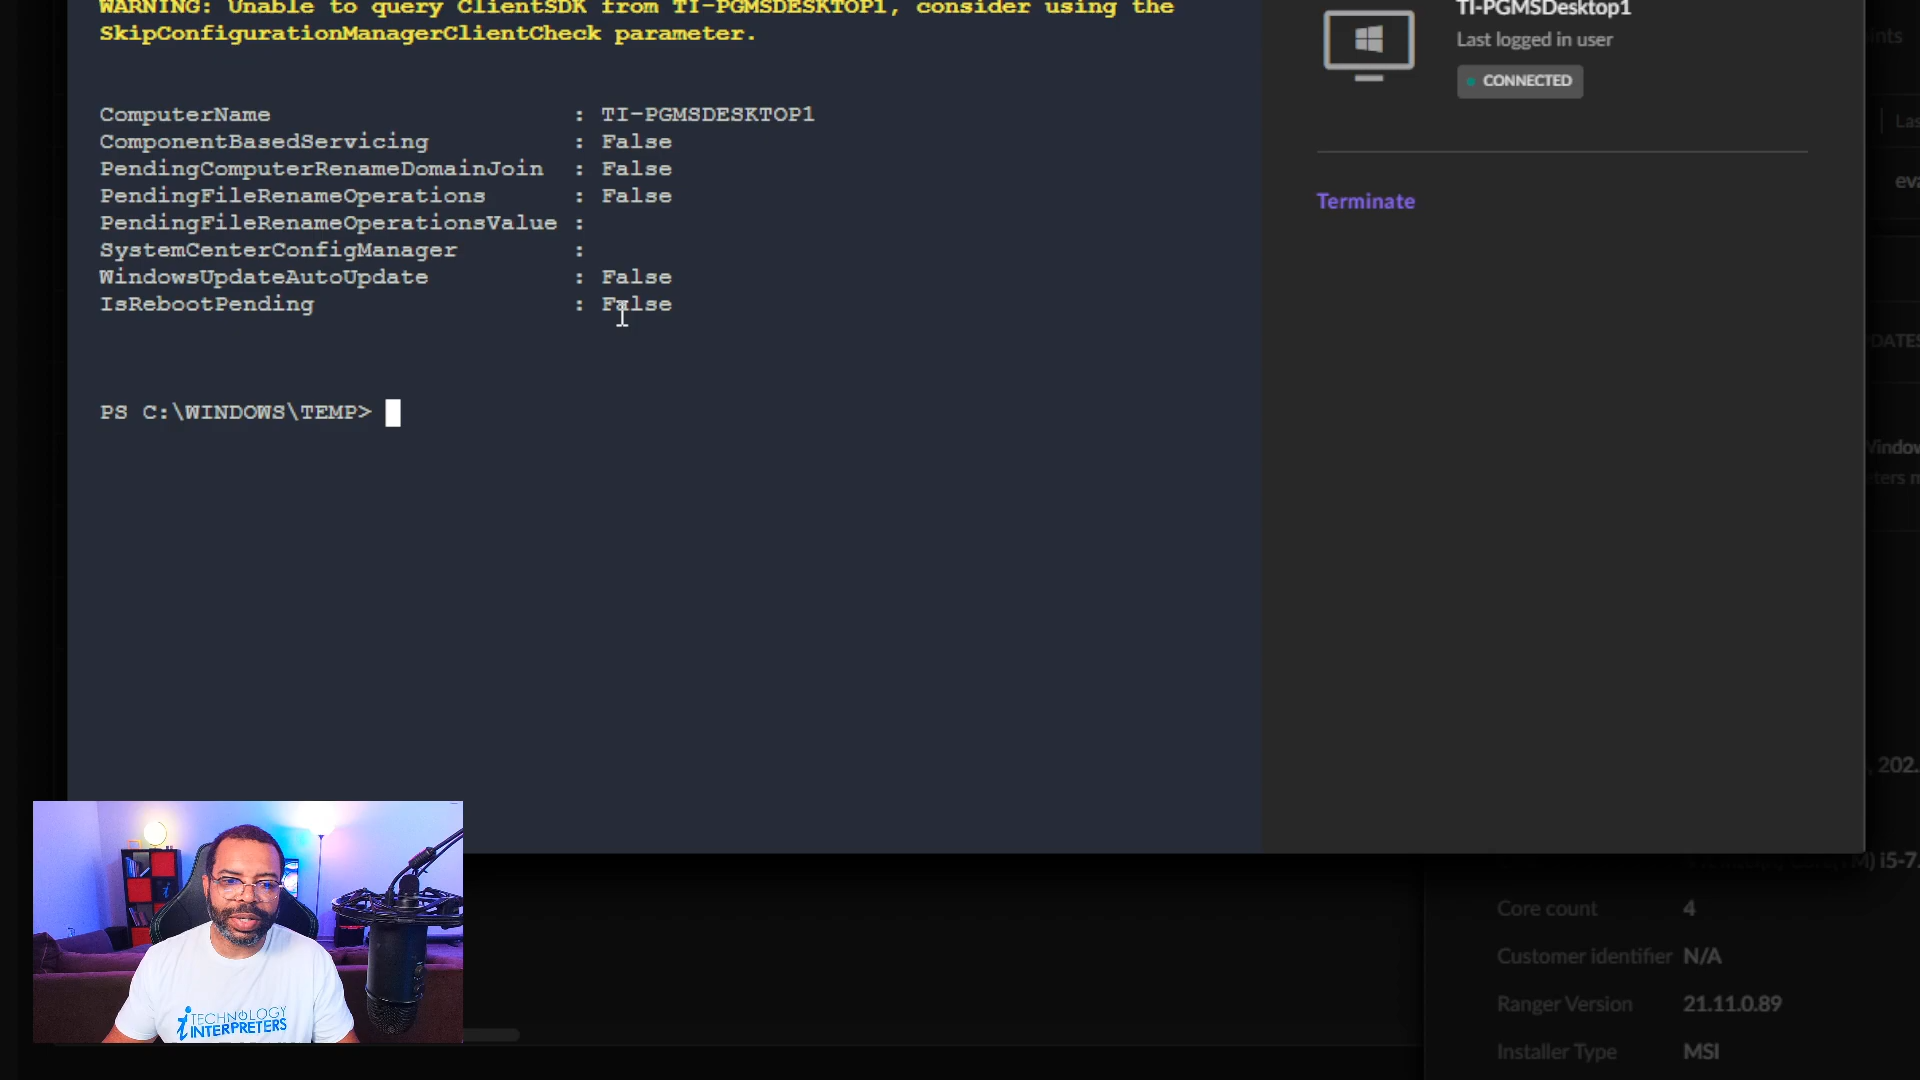 WARNING: Unable to query ClientSDK from TI-PGMSDESKTOP1, consider using the
SkipConfigurationManagerClientCheck parameter.
ComputerName : TI-PGMSDESKTOP1
ComponentBasedServicing : False
PendingComputerRenameDomainJoin : False
PendingFileRenameOperations : False
PendingFileRenameOperationsValue :
SystemCenterConfigManager :
WindowsUpdateAutoUpdate : False
IsRebootPending : False
PS C:\WINDOWS\TEMP>
TI-PGMSDesktop1
Last logged in user
CONNECTED
Terminate
Core count 4
Customer identifier N/A
Ranger Version 21.11.0.89
Installer Type MSI
TECHNOLOGY
INTERPRETERS